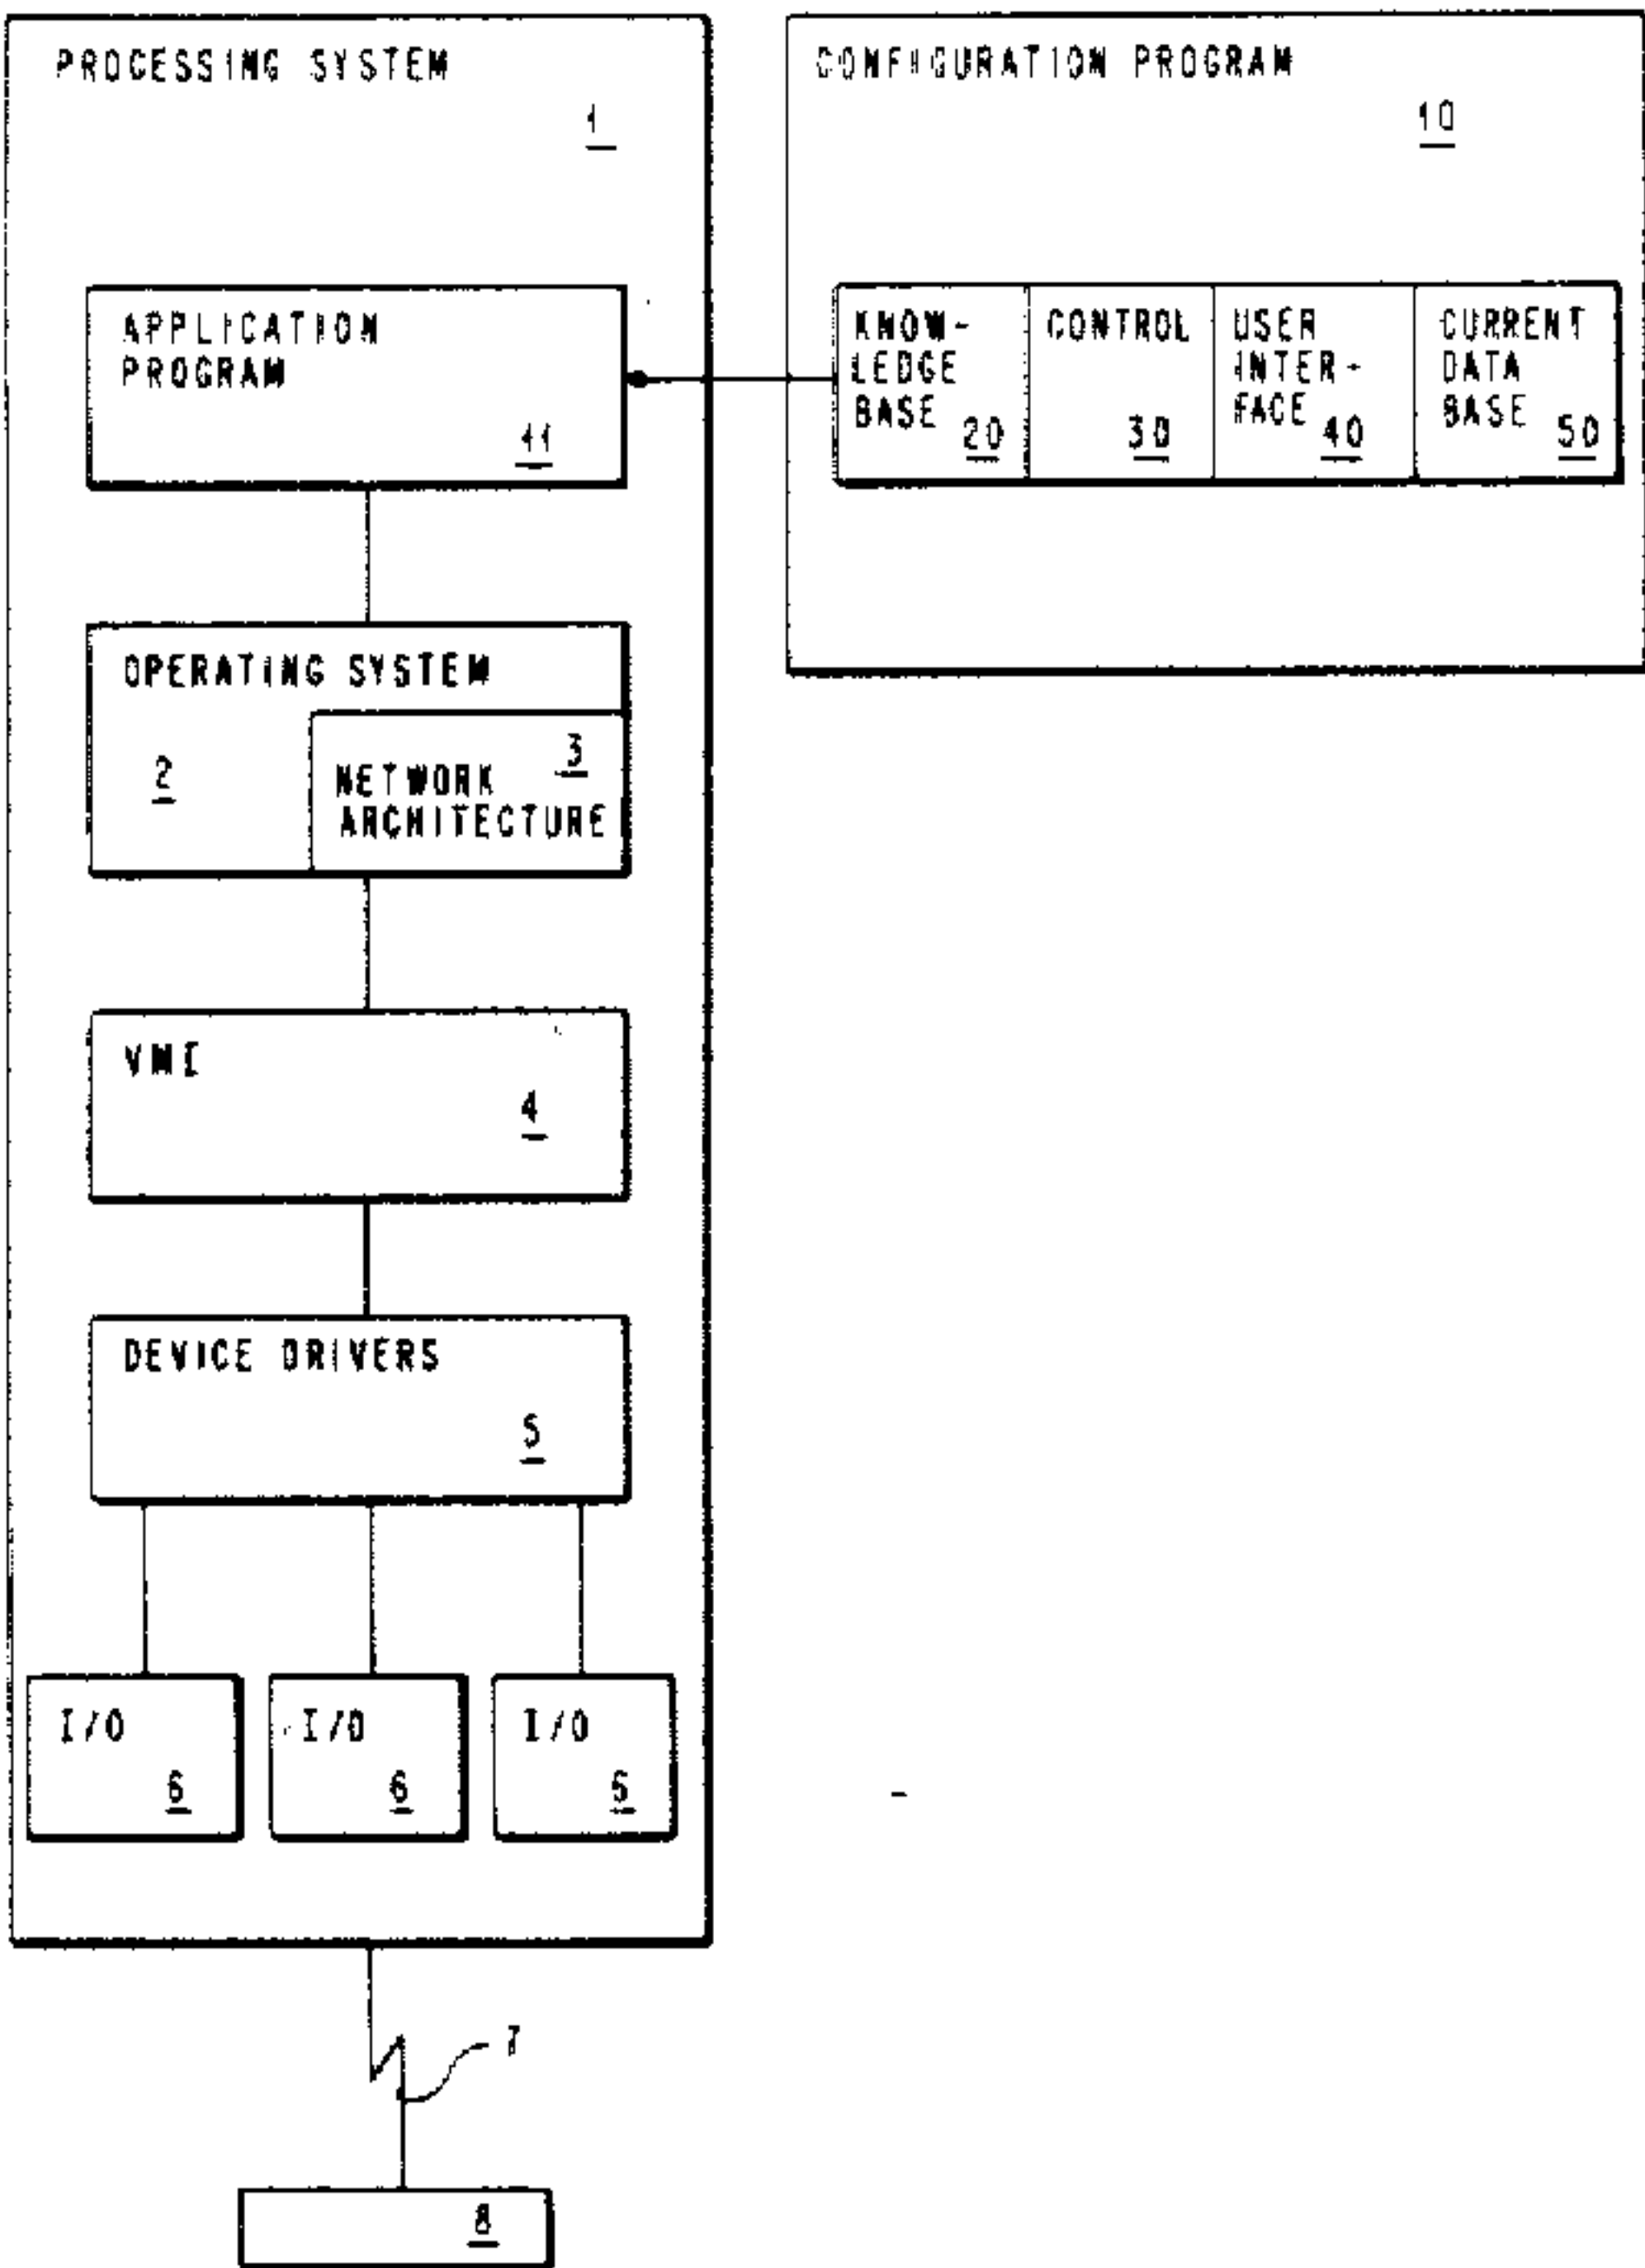 PROCESSING SYSTEM
1
APPLICATION
PROGRAM
11
OPERATING SYSTEM
2
3
NETWORK
ARCHITECTURE
VMI
4
DEVICE DRIVERS
5
I/O
6
I/O
6
I/O
6
7
8
CONFIGURATION PROGRAM
10
KNOW-
LEDGE
BASE
20
CONTROL
30
USER
INTER-
FACE
40
CURRENT
DATA
BASE
50